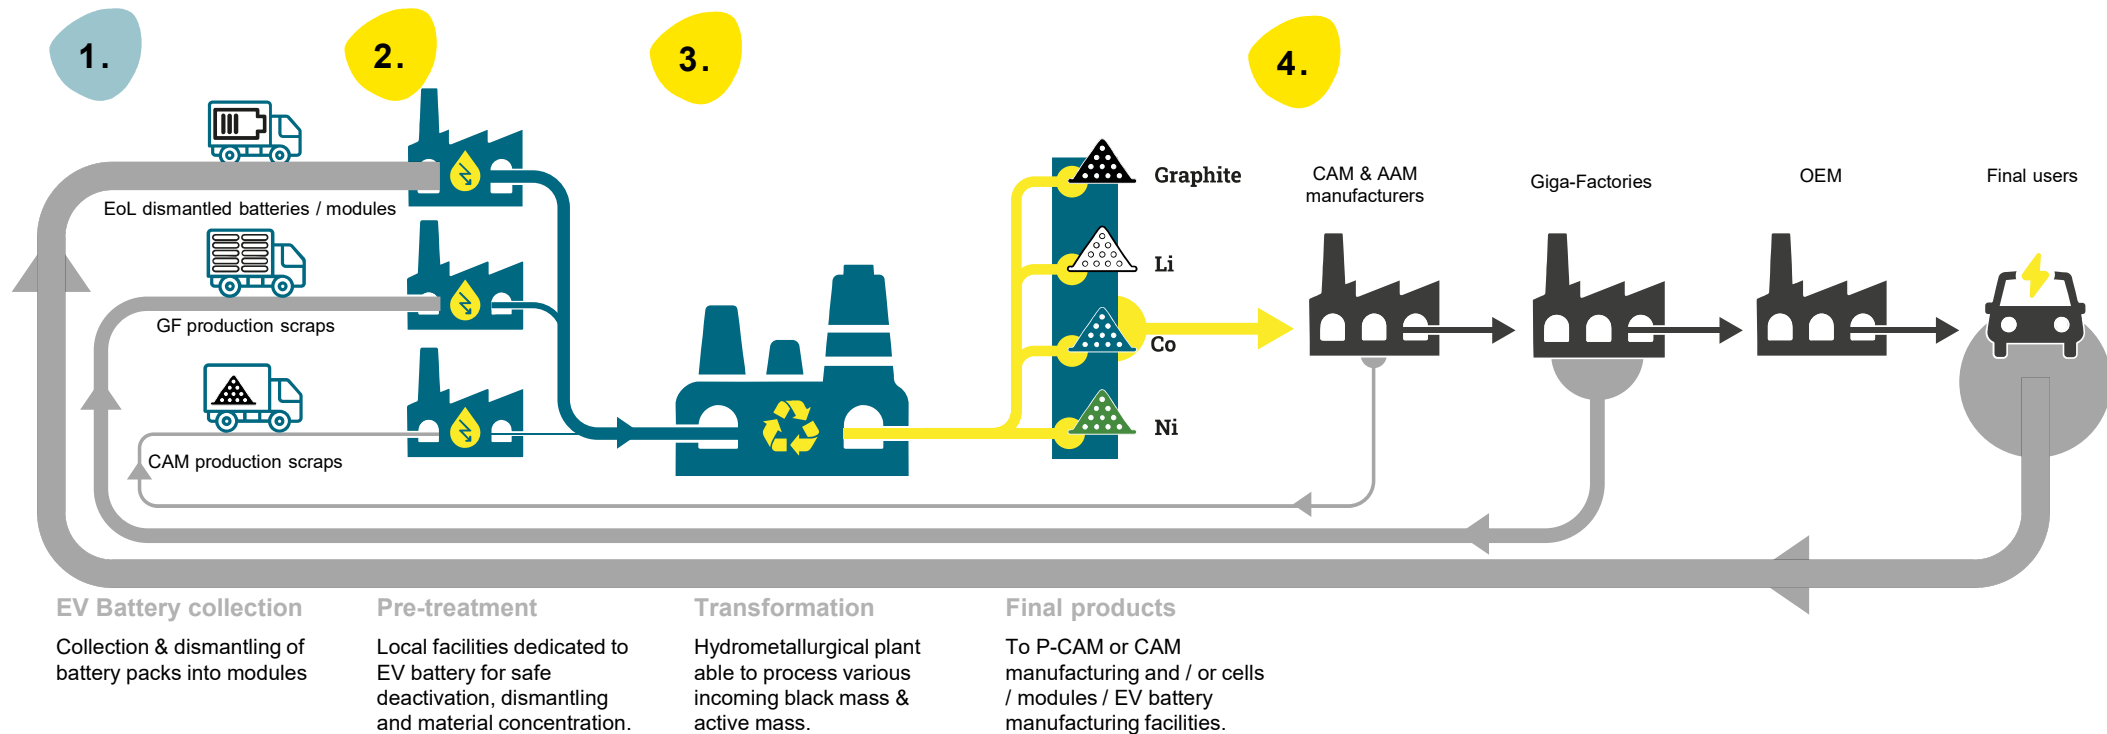 1.
2.
3.
4.
EoL dismantled batteries / modules
GF production scraps
CAM production scraps
Graphite
Li
Co
Ni
CAM & AAM
manufacturers
Giga-Factories
OEM
Final users
EV Battery collection
Collection & dismantling of
battery packs into modules
Pre-treatment
Local facilities dedicated to
EV battery for safe
deactivation, dismantling
and material concentration.
Transformation
Hydrometallurgical plant
able to process various
incoming black mass &
active mass.
Final products
To P-CAM or CAM
manufacturing and / or cells
/ modules / EV battery
manufacturing facilities.